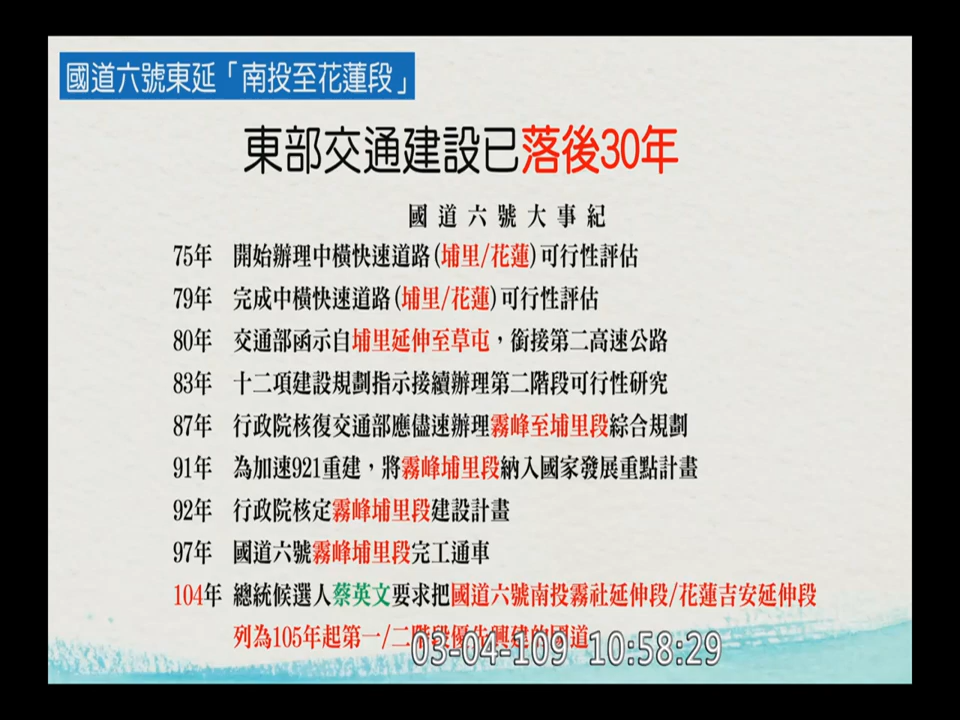 國道六號東延「南投至花蓮段」
東部交通建設已落後30年
國道六號大事紀
75年 開始辦理中橫快速道路(埔里/花蓮)可行性評估
79年 完成中橫快速道路(埔里/花蓮)可行性評估
80年 交通部函示自埔里延伸至草屯，銜接第二高速公路
83年 十二項建設規劃指示接續辦理第二階段可行性研究
87年 行政院核復交通部應儘速辦理霧峰至埔里段綜合規劃
91年 為加速921重建，將霧峰埔里段納入國家發展重點計畫
92年 行政院核定霧峰埔里段建設計畫
97年 國道六號霧峰埔里段完工通車
104年 總統候選人蔡英文要求把國道六號南投霧社延伸段/花蓮吉安延伸段
列為105年起第一/二階段優先興建的國道
03-04-109 10:58:29